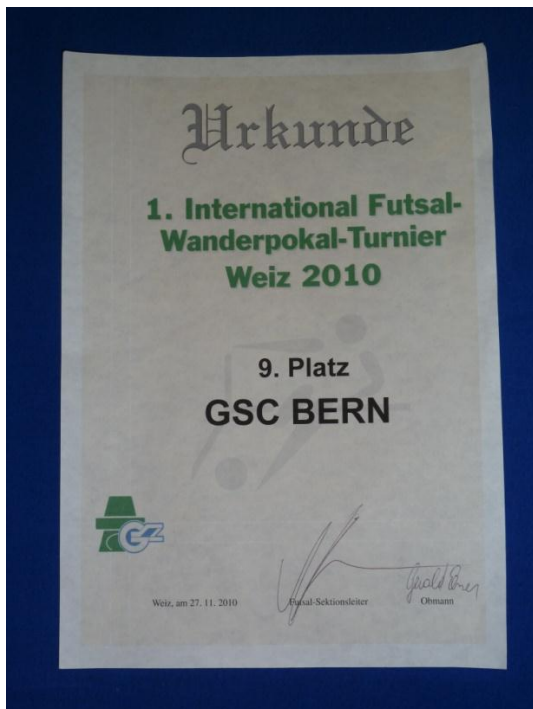 Urkunde
1. International Futsal-
Wanderpokal-Turnier
Weiz 2010
9. Platz
GSC BERN
Weiz, am 27. 11. 2010
Futsal-Sektionsleiter
Obmann